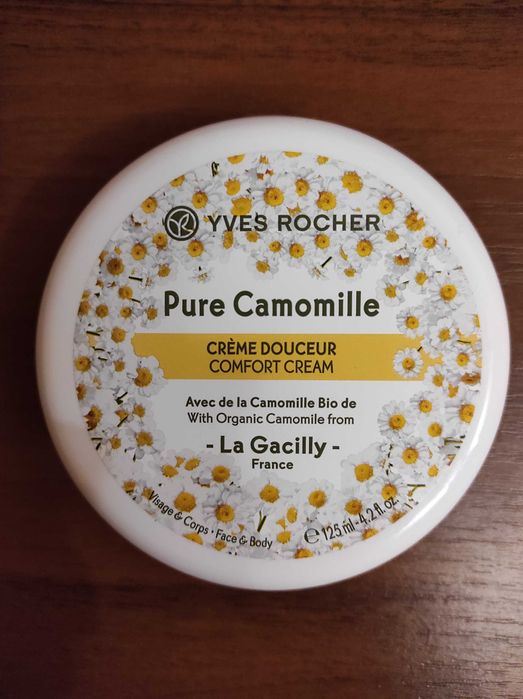 YVES ROCHER
Pure Camomille
CRÈME DOUCEUR
COMFORT CREAM
Avec de la Camomille Bio de
With Organic Camomile from
- La Gacilly -
France
Visage & Corps • Face & Body
℮ 125 ml - 4.2 fl. oz.